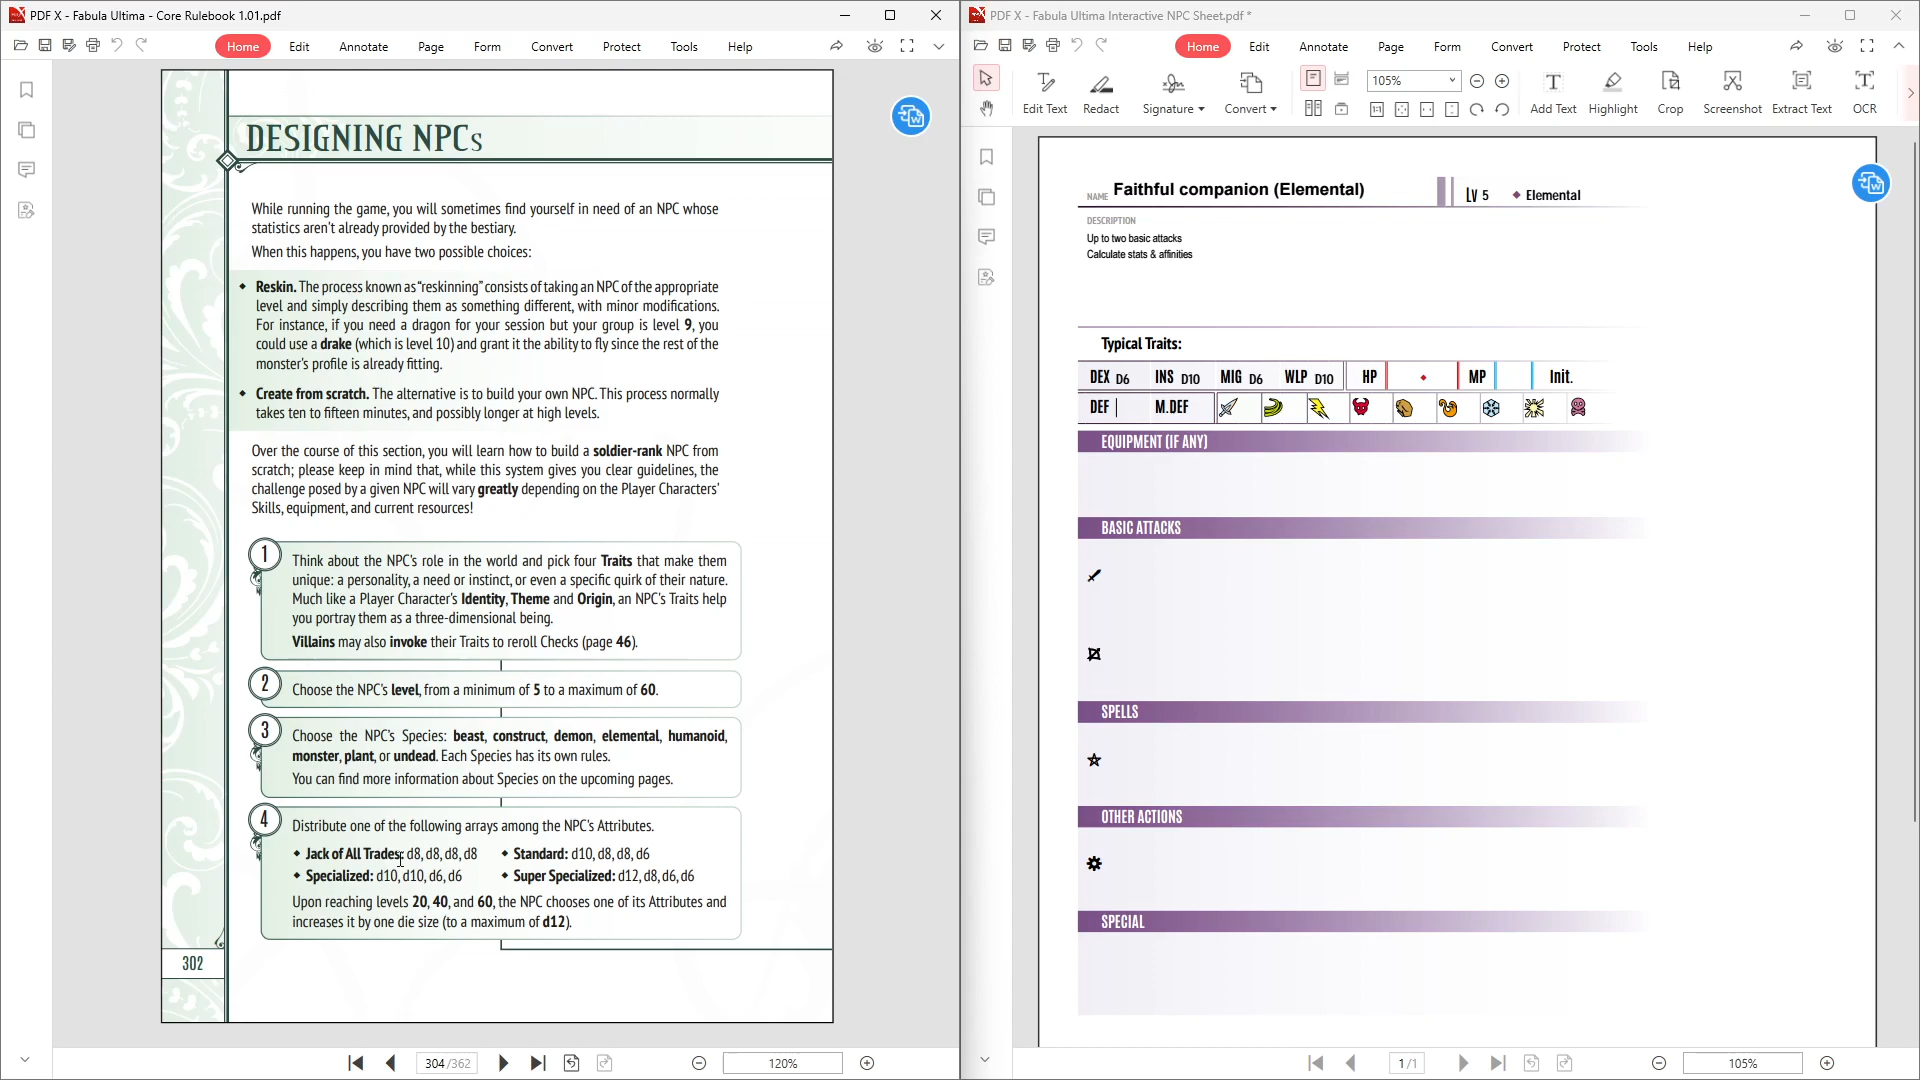 PDF X - Fabula Ultima - Core Rulebook 1.01.pdf
Home Edit Annotate Page Form Convert Protect Tools Help
DESIGNING NPCs
While running the game, you will sometimes find yourself in need of an NPC whose
statistics aren't already provided by the bestiary.
When this happens, you have two possible choices:
Reskin. The process known as “reskinning” consists of taking an NPC of the appropriate
level and simply describing them as something different, with minor modifications.
For instance, if you need a dragon for your session but your group is level 9, you
could use a drake (which is level 10) and grant it the ability to fly since the rest of the
monster's profile is already fitting.
Create from scratch. The alternative is to build your own NPC. This process normally
takes ten to fifteen minutes, and possibly longer at high levels.
Over the course of this section, you will learn how to build a soldier-rank NPC from
scratch; please keep in mind that, while this system gives you clear guidelines, the
challenge posed by a given NPC will vary greatly depending on the Player Characters'
Skills, equipment, and current resources!
1
Think about the NPC's role in the world and pick four Traits that make them
unique: a personality, a need or instinct, or even a specific quirk of their nature.
Much like a Player Character's Identity, Theme and Origin, an NPC's Traits help
you portray them as a three-dimensional being.
Villains may also invoke their Traits to reroll Checks (page 46).
2
Choose the NPC's level, from a minimum of 5 to a maximum of 60.
3
Choose the NPC's Species: beast, construct, demon, elemental, humanoid,
monster, plant, or undead. Each Species has its own rules.
You can find more information about Species on the upcoming pages.
4
Distribute one of the following arrays among the NPC's Attributes.
Jack of All Trades: d8, d8, d8, d8
Standard: d10, d8, d8, d6
Specialized: d10, d10, d6, d6
Super Specialized: d12, d8, d6, d6
Upon reaching levels 20, 40, and 60, the NPC chooses one of its Attributes and
increases it by one die size (to a maximum of d12).
302
304 /362
120%
PDF X - Fabula Ultima Interactive NPC Sheet.pdf *
Home Edit Annotate Page Form Convert Protect Tools Help
105%
Edit Text Redact Signature Convert Add Text Highlight Crop Screenshot Extract Text OCR
NAME Faithful companion (Elemental) LV 5 Elemental
DESCRIPTION
Up to two basic attacks
Calculate stats & affinities
Typical Traits:
DEX D6 INS D10 MIG D6 WLP D10 HP MP Init.
DEF M.DEF
EQUIPMENT (IF ANY)
BASIC ATTACKS
SPELLS
OTHER ACTIONS
SPECIAL
1 /1
105%